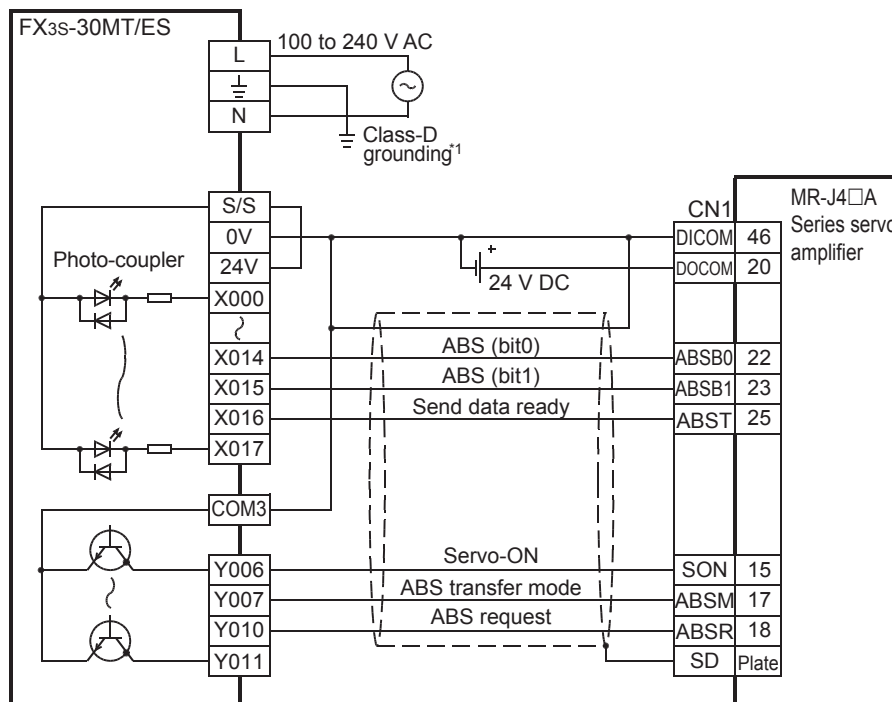 FX3S-30MT/ES
L
100 to 240 V AC
N
Class-D
grounding*1
S/S
0V
24V
X000
X014
X015
X016
X017
COM3
Y006
Y007
Y010
Y011
Photo-coupler
+
24 V DC
ABS (bit0)
ABS (bit1)
Send data ready
Servo-ON
ABS transfer mode
ABS request
CN1
DICOM 46
DOCOM 20
ABSB0 22
ABSB1 23
ABST 25
SON 15
ABSM 17
ABSR 18
SD Plate
MR-J4□A
Series servo
amplifier